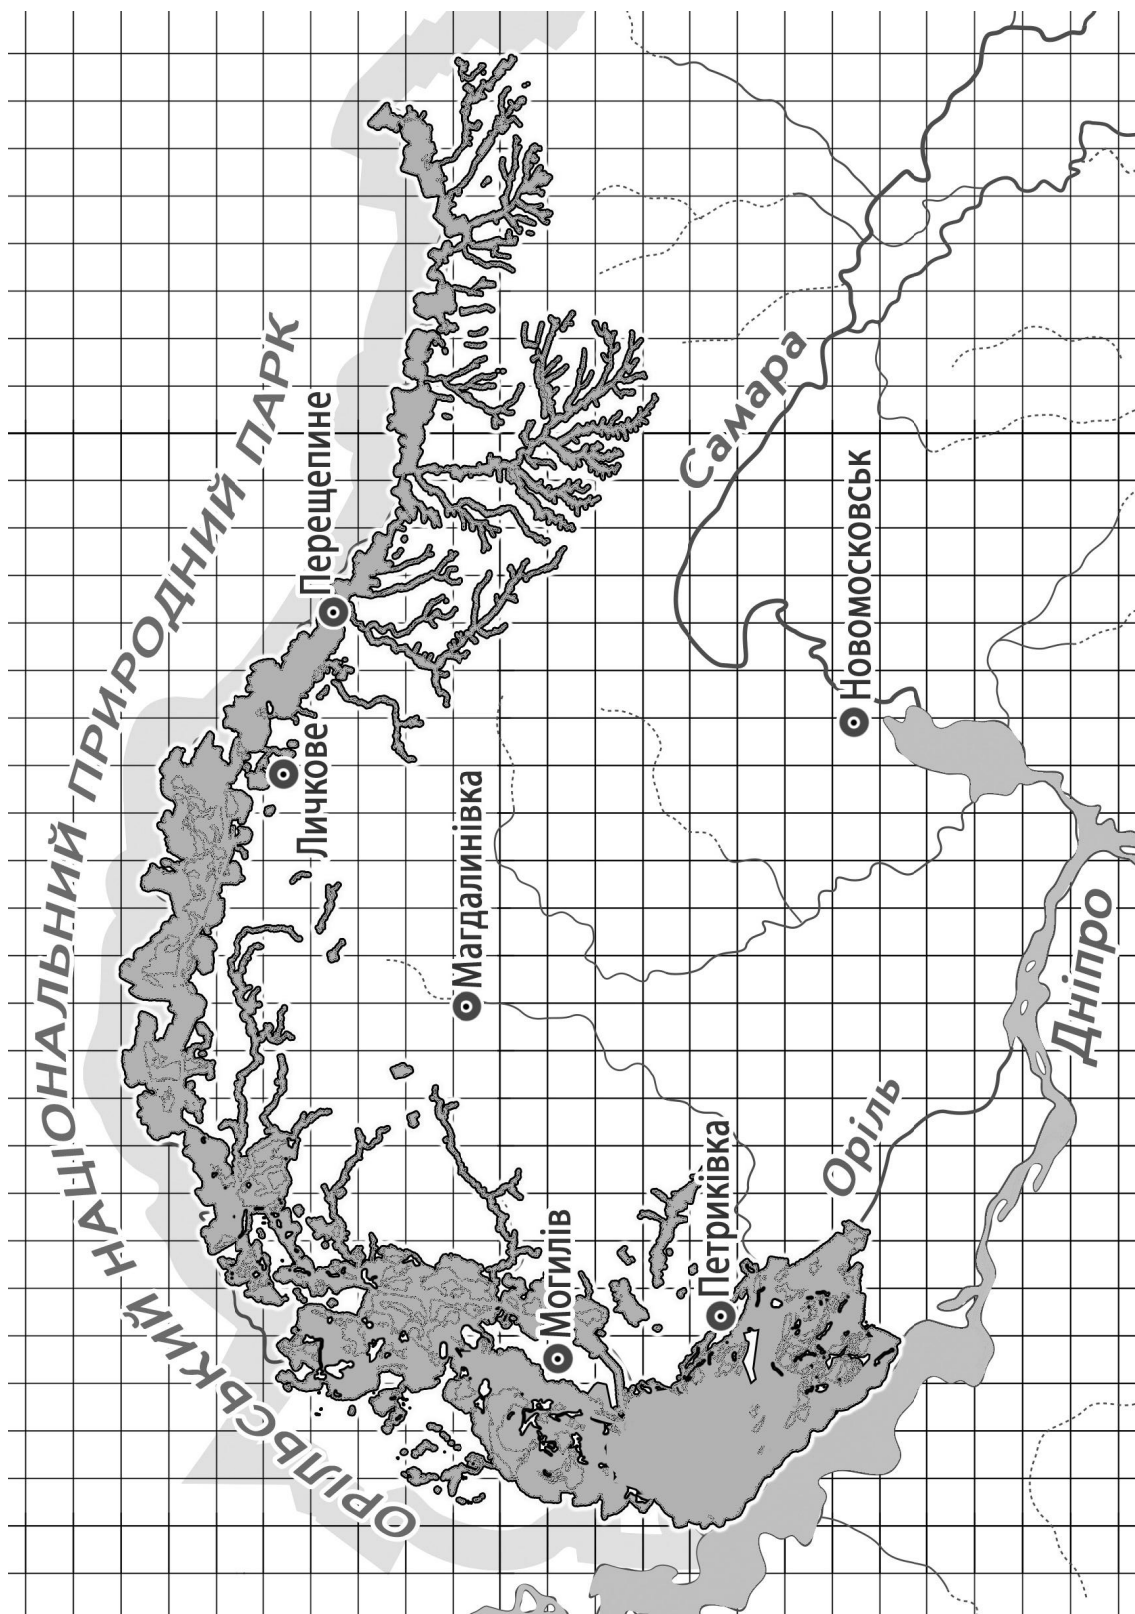 ОРІЛЬСЬКИЙ НАЦІОНАЛЬНИЙ ПРИРОДНИЙ ПАРК
Перещепине
Личкове
Магдалинівка
Могилів
Петриківка
Новомосковськ
Самара
Оріль
Дніпро